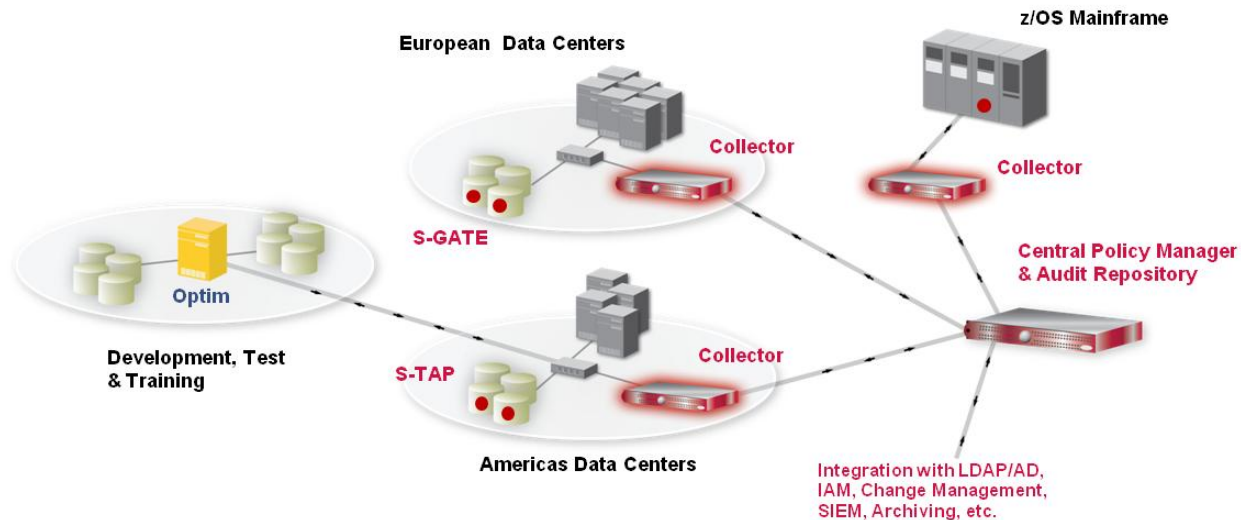 z/OS Mainframe
European Data Centers
Collector
Collector
S-GATE
Central Policy Manager
& Audit Repository
Optim
Development, Test
& Training
S-TAP
Collector
Americas Data Centers
Integration with LDAP/AD,
IAM, Change Management,
SIEM, Archiving, etc.